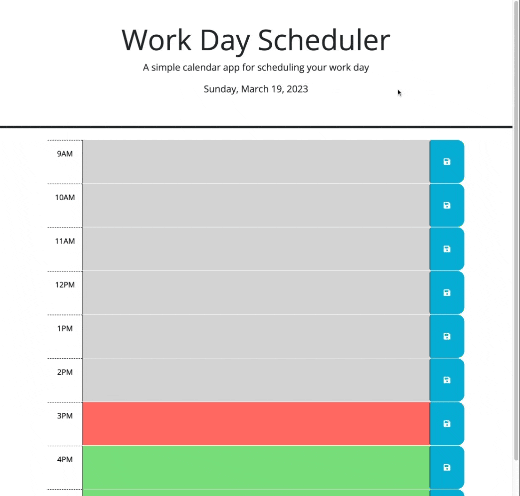 Work Day Scheduler
A simple calendar app for scheduling your work day
Sunday, March 19, 2023
9AM
10AM
11AM
12PM
1PM
2PM
3PM
4PM